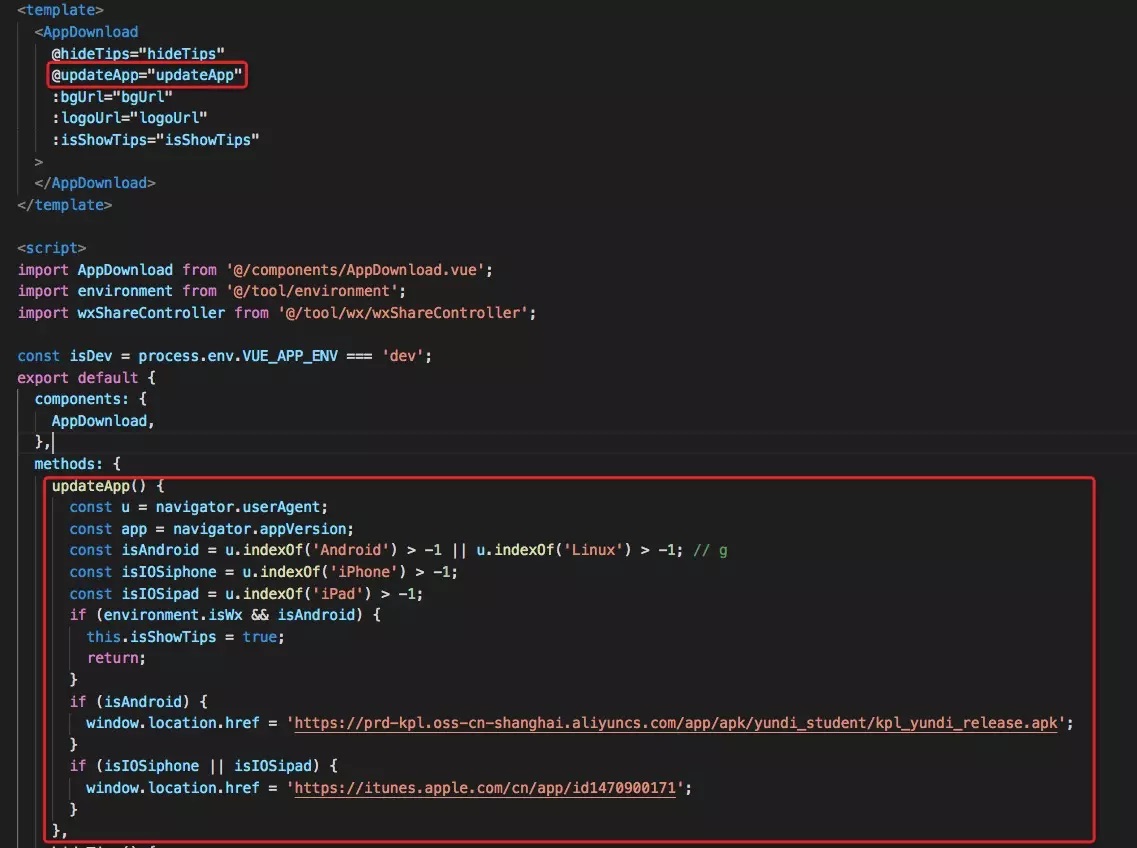 <template>
<AppDownload
@hideTips="hideTips"
@updateApp="updateApp"
:bgUrl="bgUrl"
:logoUrl="logoUrl"
:isShowTips="isShowTips"
>
</AppDownload>
</template>
<script>
import AppDownload from '@/components/AppDownload.vue';
import environment from '@/tool/environment';
import wxShareController from '@/tool/wx/wxShareController';
const isDev = process.env.VUE_APP_ENV === 'dev';
export default {
components: {
AppDownload,
},
methods: {
updateApp() {
const u = navigator.userAgent;
const app = navigator.appVersion;
const isAndroid = u.indexOf('Android') > -1 || u.indexOf('Linux') > -1; // g
const isIOSiphone = u.indexOf('iPhone') > -1;
const isIOSipad = u.indexOf('iPad') > -1;
if (environment.isWx && isAndroid) {
this.isShowTips = true;
return;
}
if (isAndroid) {
window.location.href = 'https://prd-kpl.oss-cn-shanghai.aliyuncs.com/app/apk/yundi_student/kpl_yundi_release.apk';
}
if (isIOSiphone || isIOSipad) {
window.location.href = 'https://itunes.apple.com/cn/app/id1470900171';
}
},